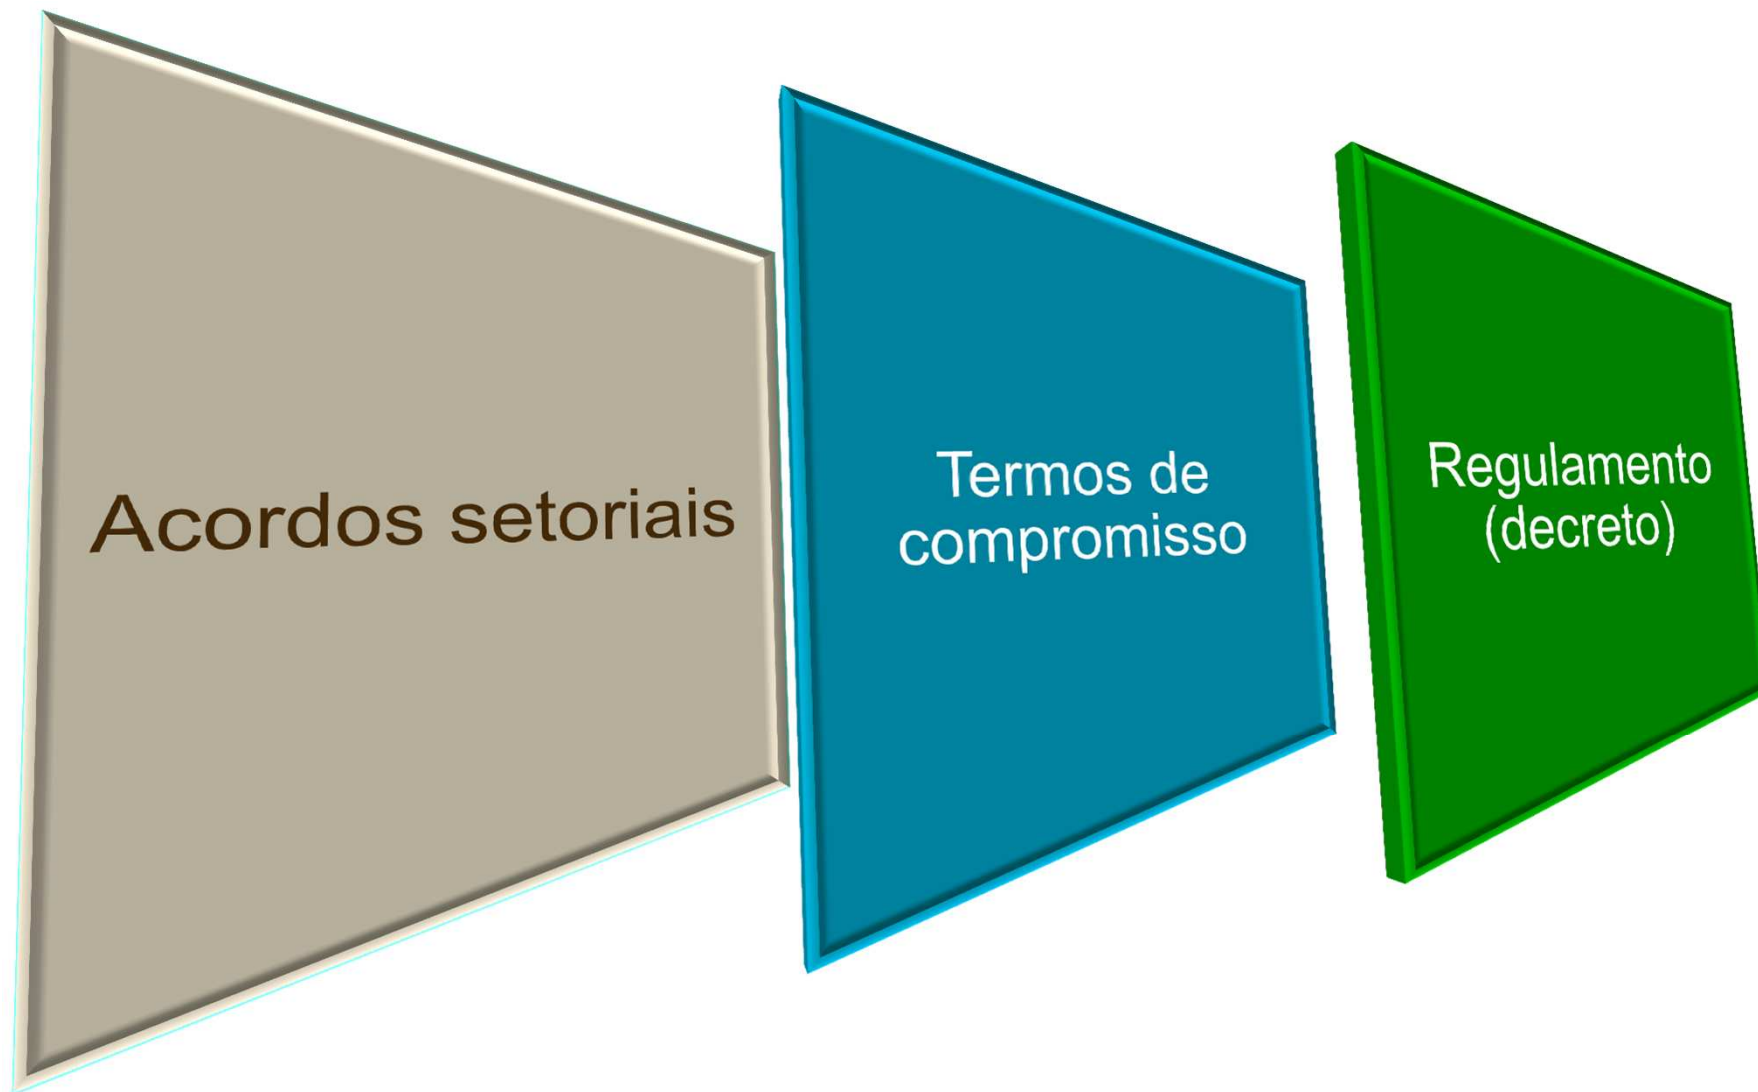 Acordos setoriais
Termos de
compromisso
Regulamento
(decreto)